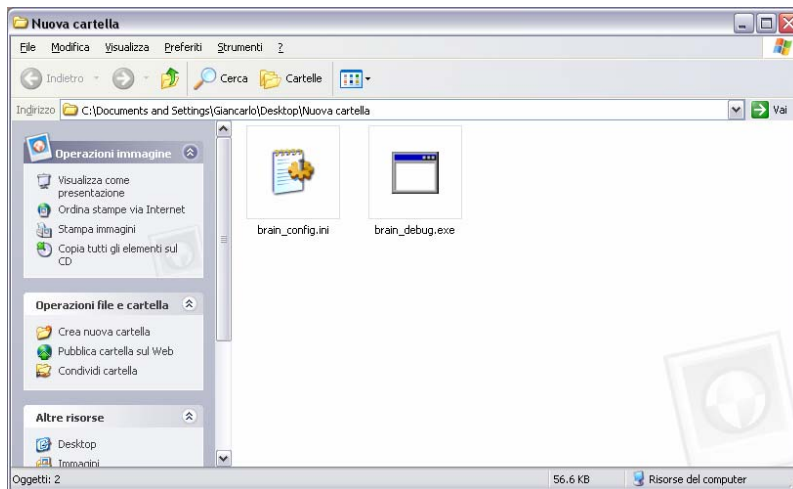 Nuova cartella
File Modifica Visualizza Preferiti Strumenti ?
Indietro Cerca Cartelle
Indirizzo C:\Documents and Settings\Giancarlo\Desktop\Nuova cartella Vai
Operazioni immagine
Visualizza come
presentazione
Ordina stampe via Internet
Stampa immagini
Copia tutti gli elementi sul
CD
Operazioni file e cartella
Crea nuova cartella
Pubblica cartella sul Web
Condividi cartella
Altre risorse
Desktop
Immagini
brain_config.ini brain_debug.exe
Oggetti: 2 56.6 KB Risorse del computer